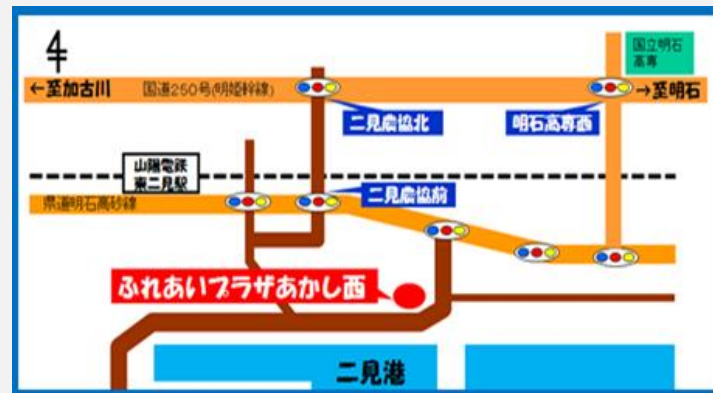 国立明石
高専
←至加古川
国道250号(明姫幹線)
→至明石
二見農協北
明石高専西
山陽電鉄
東二見駅
二見農協前
県道明石高砂線
ふれあいプラザあかし西
二見港